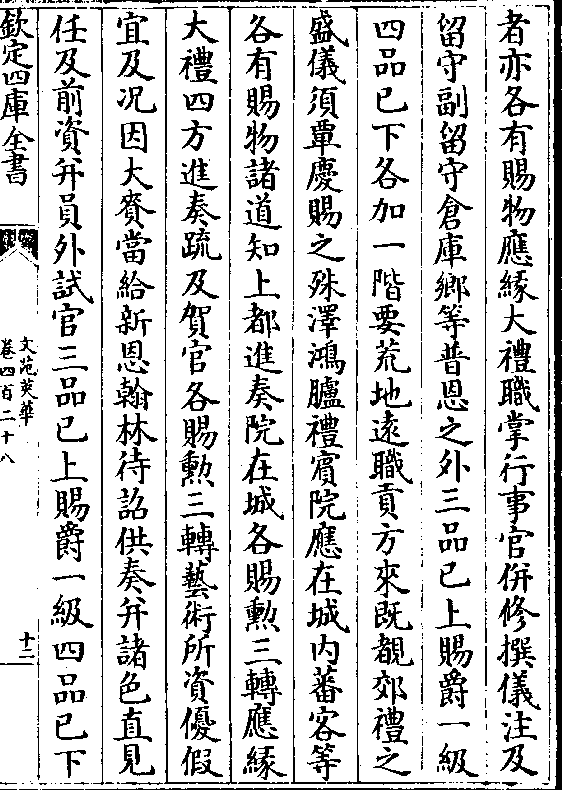 者亦各有賜物應緣大禮職掌行事官併修撰儀注及
留守副留守倉庫鄉等普恩之外三品已上賜爵一級
四品已下各加一階要荒地遠職貢方來既覩郊禮之
盛儀須覃慶賜之殊澤鴻臚禮賓院應在城內蕃客等
各有賜物諸道知上都進奏院在城各賜勲三轉應緣
大禮四方進奏疏及賀官各賜勲三轉藝術所資優假
宜及况因大賚當給新恩翰林待詔供奏并諸色直見
任及前資并員外試官三品已上賜爵一級四品已下
欽定四庫全書
文苑英華
卷四百二十八
十二